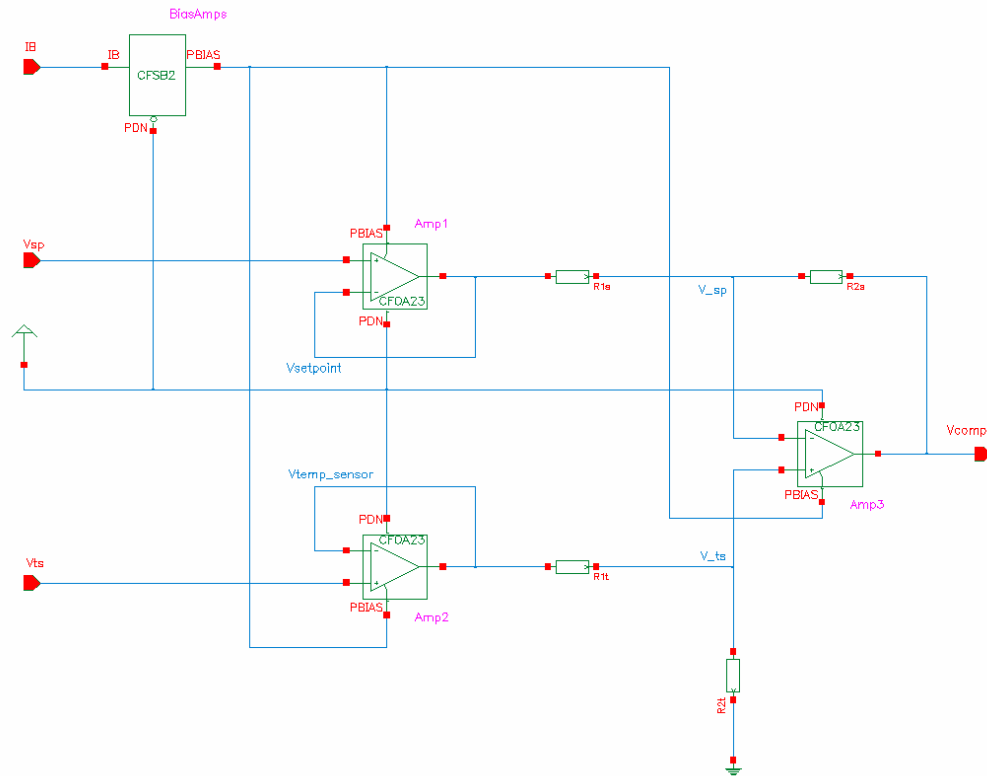 BiasAmps
IB
IB
PBIAS
CFSB2
PDN
Amp1
PBIAS
Vsp
+
-
CFOA23
R1s
V_sp
R2s
PDN
Vsetpoint
PDN
CFOA23
Vcomp
-
+
Vtemp_sensor
PBIAS
Amp3
PDN
CFOA23
V_ts
Vts
-
+
R1t
PBIAS
Amp2
R2t